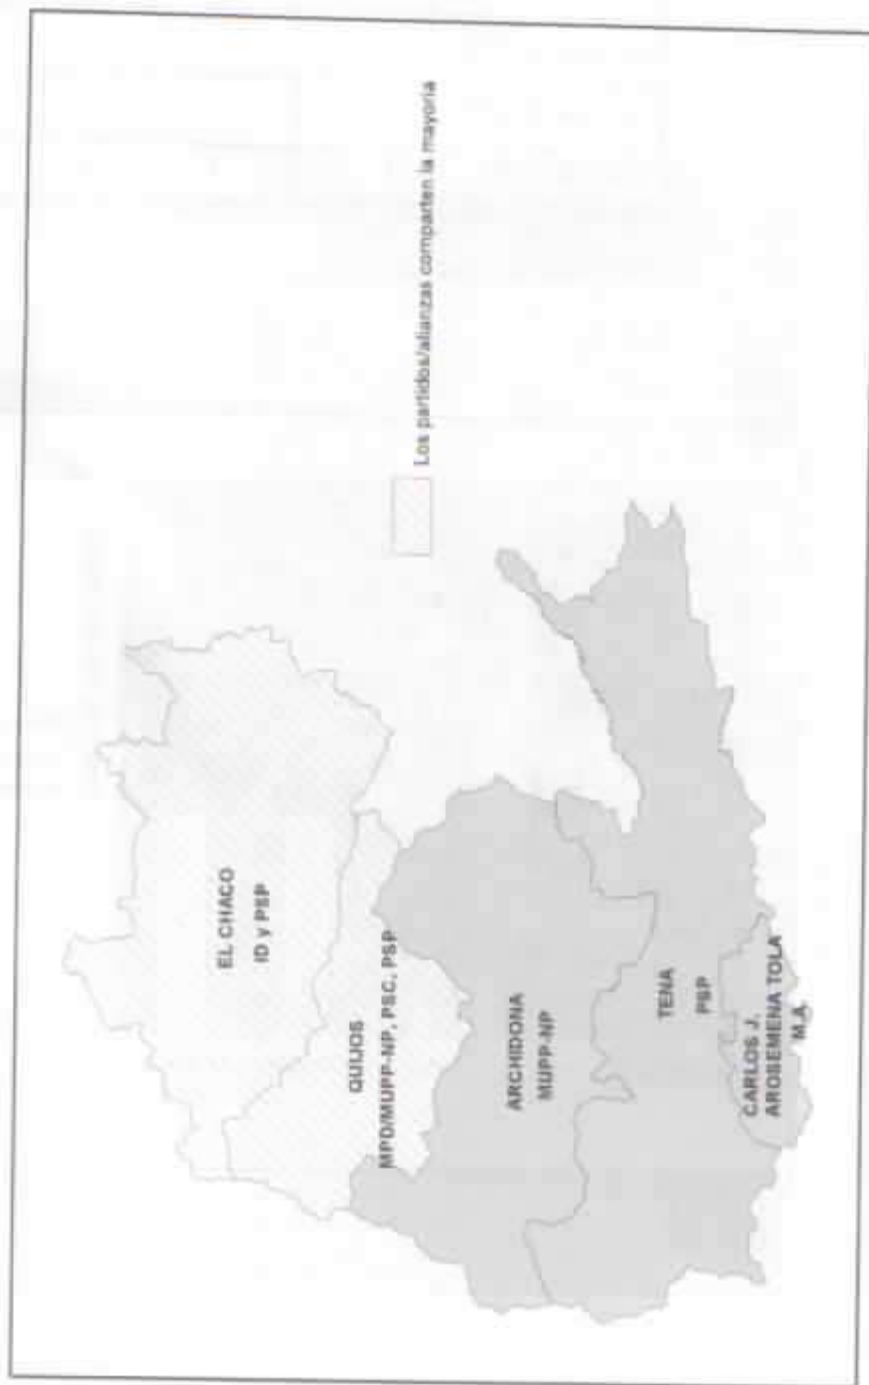 EL CHACO
ID y PSP
QUIJOS
MPD/MUPP-NP, PSC, PSP
ARCHIDONA
MUPP-NP
TENA
PSP
CARLOS J.
AROSEMENA TOLA
M.A.
Los partidos/alianzas comparten la mayoría